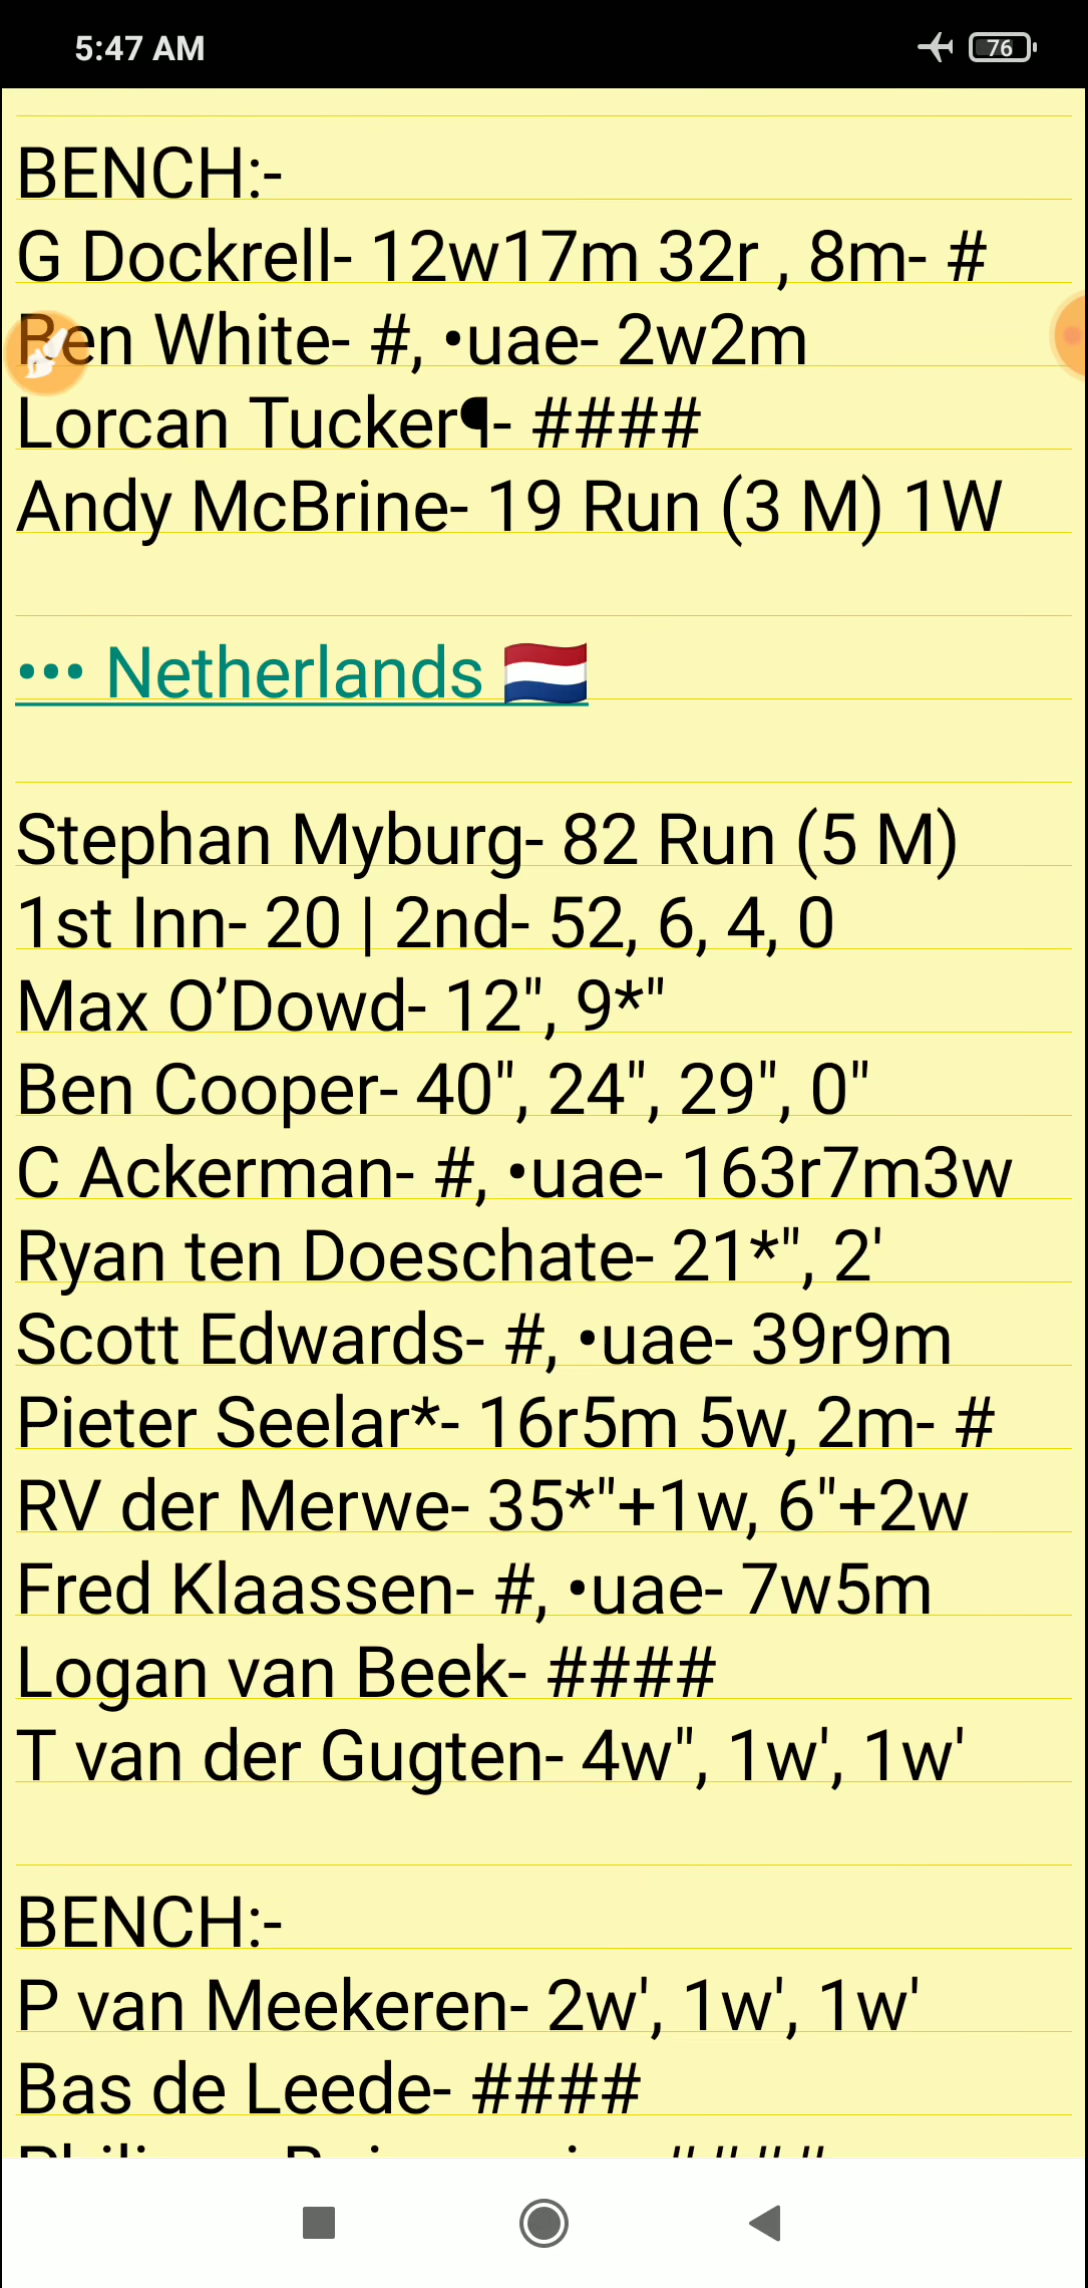 5:47 AM
76
BENCH:-
G Dockrell- 12w17m 32r , 8m- #
Ben White- #, •uae- 2w2m
Lorcan Tucker¶- ####
Andy McBrine- 19 Run (3 M) 1W
••• Netherlands 🇳🇱
Stephan Myburg- 82 Run (5 M)
1st Inn- 20 | 2nd- 52, 6, 4, 0
Max O’Dowd- 12", 9*"
Ben Cooper- 40", 24", 29", 0"
C Ackerman- #, •uae- 163r7m3w
Ryan ten Doeschate- 21*", 2'
Scott Edwards- #, •uae- 39r9m
Pieter Seelar*- 16r5m 5w, 2m- #
RV der Merwe- 35*"+1w, 6"+2w
Fred Klaassen- #, •uae- 7w5m
Logan van Beek- ####
T van der Gugten- 4w", 1w', 1w'
BENCH:-
P van Meekeren- 2w', 1w', 1w'
Bas de Leede- ####